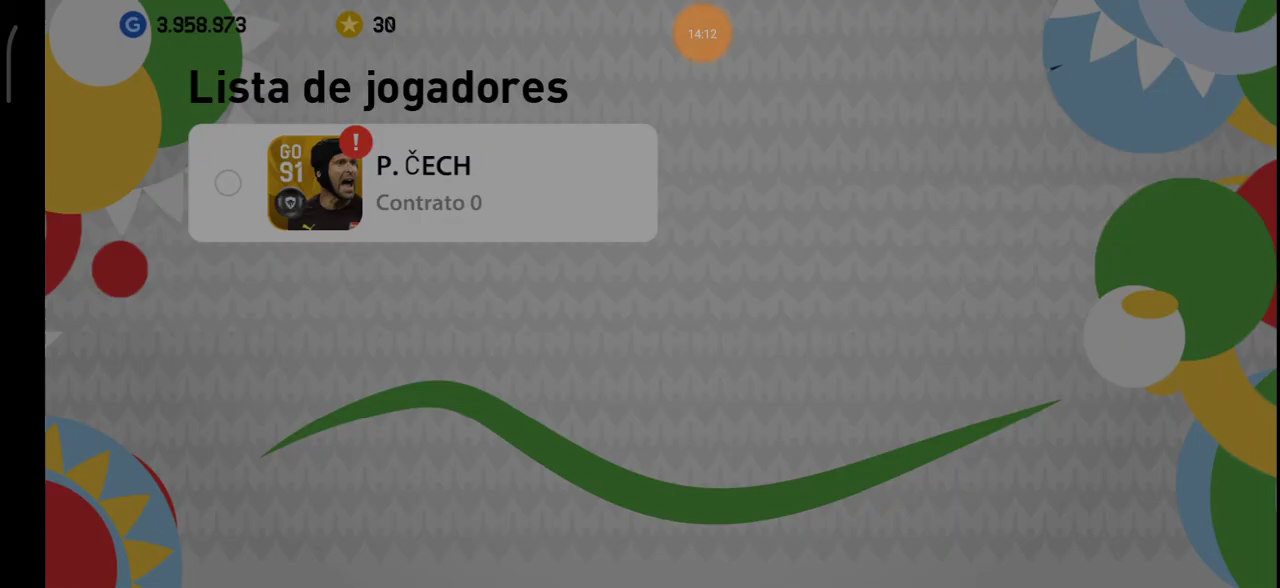 G 3.958.973
30
14:12
Lista de jogadores
GO
91
!
P. ČECH
Contrato 0